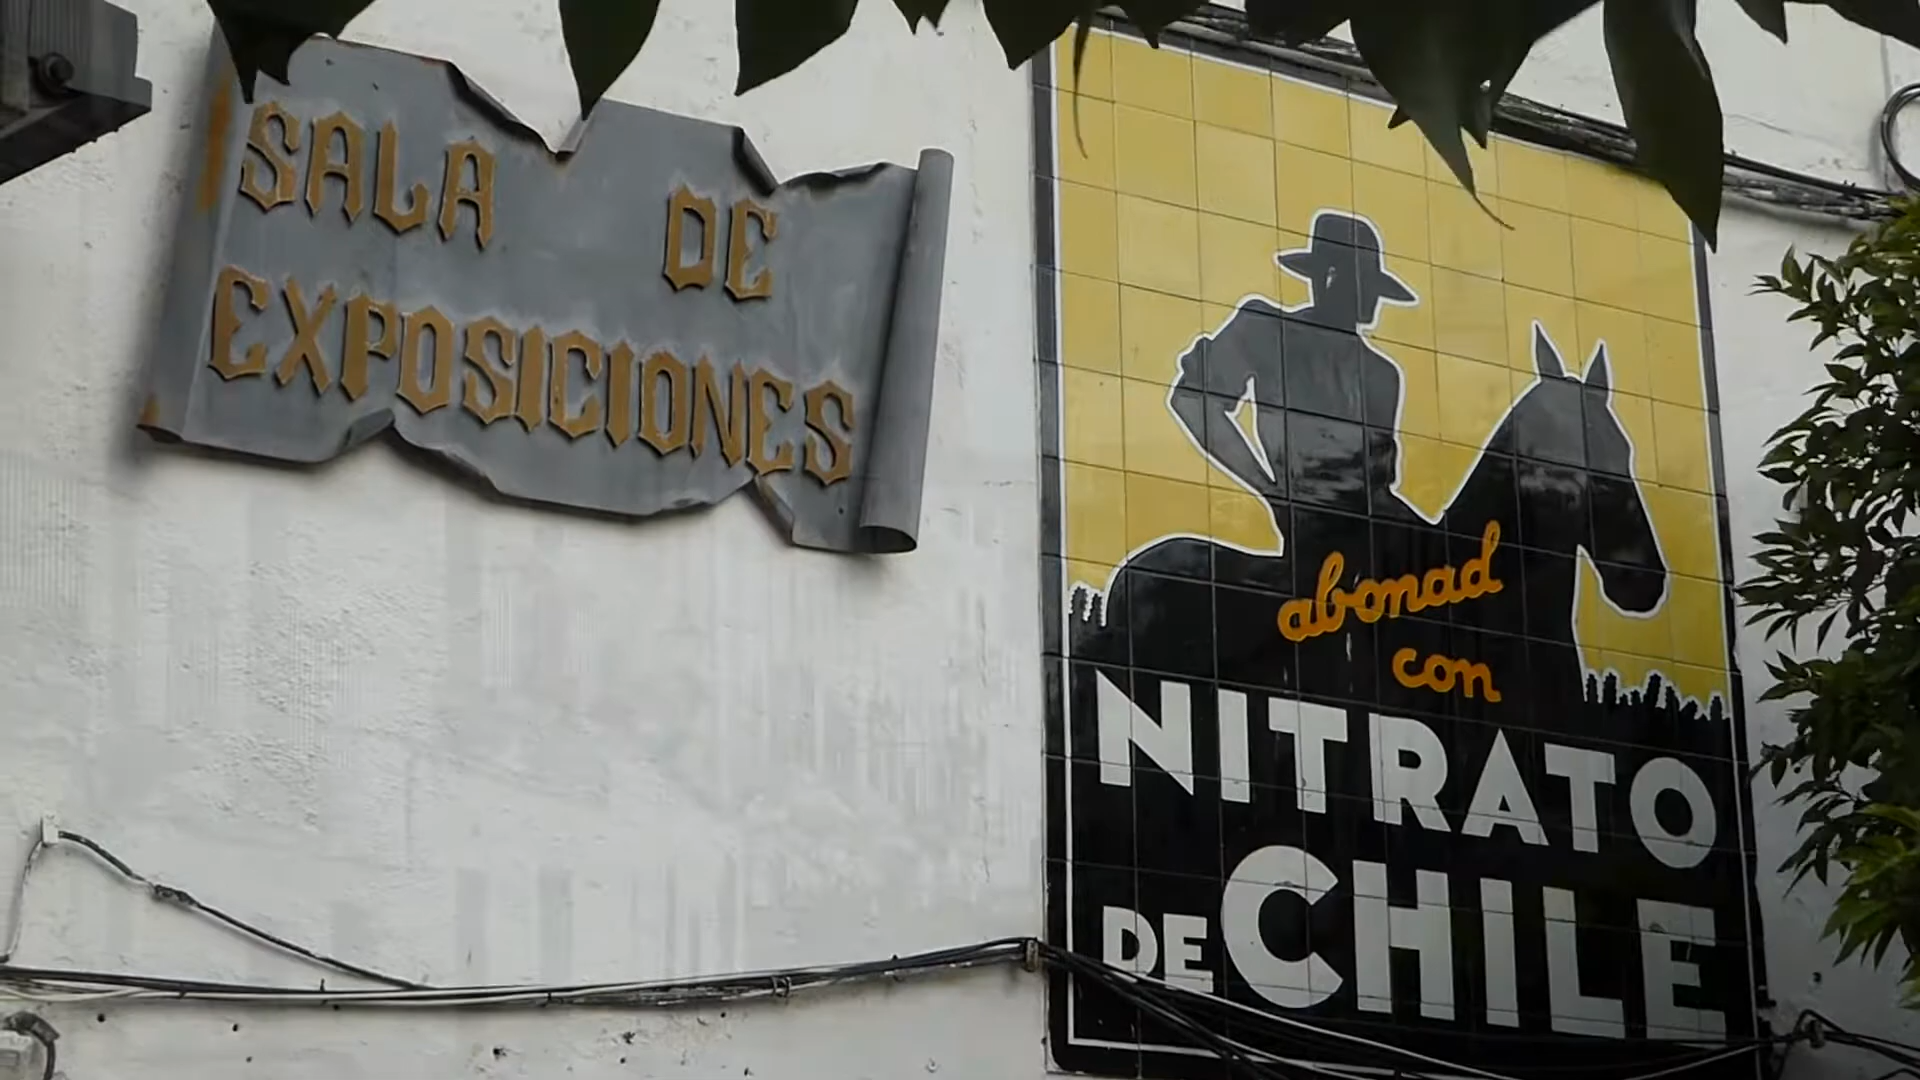 SALA DE
EXPOSICIONES
abonad
con
NITRATO
DE CHILE